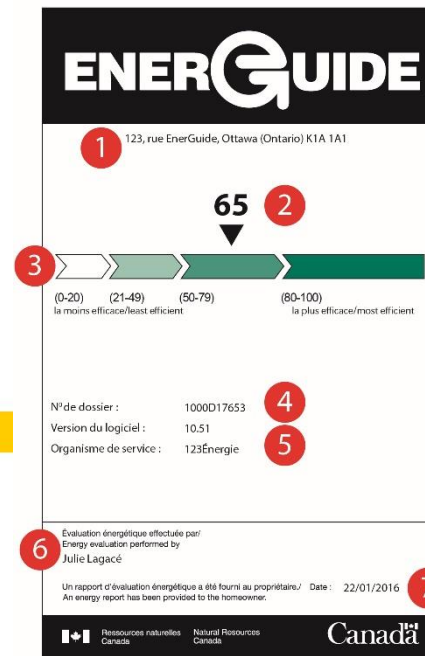 ENERGUIDE
1 123, rue EnerGuide, Ottawa (Ontario) K1A 1A1
65 2
3
(0-20) (21-49) (50-79) (80-100)
la moins efficace/least efficient la plus efficace/most efficient
N° de dossier : 1000D17653 4
Version du logiciel : 10.51
Organisme de service : 123Énergie 5
Évaluation énergétique effectuée par/
6 Energy evaluation performed by
Julie Lagacé
Un rapport d'évaluation énergétique a été fourni au propriétaire./ Date : 22/01/2016 7
An energy report has been provided to the homeowner.
Ressources naturelles Natural Resources Canada
Canada Canada